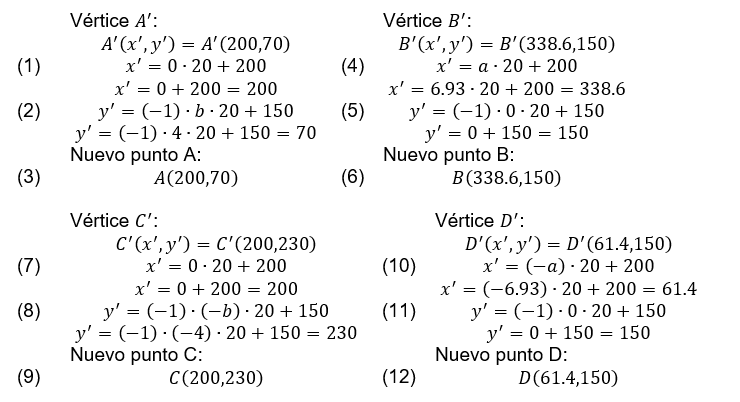 Vértice A′:
A′(x′, y′) = A′(200,70)
(1) x′ = 0 · 20 + 200
x′ = 0 + 200 = 200
(2) y′ = (−1) · b · 20 + 150
y′ = (−1) · 4 · 20 + 150 = 70
Nuevo punto A:
(3) A(200,70)
Vértice B′:
B′(x′, y′) = B′(338.6,150)
(4) x′ = a · 20 + 200
x′ = 6.93 · 20 + 200 = 338.6
(5) y′ = (−1) · 0 · 20 + 150
y′ = 0 + 150 = 150
Nuevo punto B:
(6) B(338.6,150)
Vértice C′:
C′(x′, y′) = C′(200,230)
(7) x′ = 0 · 20 + 200
x′ = 0 + 200 = 200
(8) y′ = (−1) · (−b) · 20 + 150
y′ = (−1) · (−4) · 20 + 150 = 230
Nuevo punto C:
(9) C(200,230)
Vértice D′:
D′(x′, y′) = D′(61.4,150)
(10) x′ = (−a) · 20 + 200
x′ = (−6.93) · 20 + 200 = 61.4
(11) y′ = (−1) · 0 · 20 + 150
y′ = 0 + 150 = 150
Nuevo punto D:
(12) D(61.4,150)